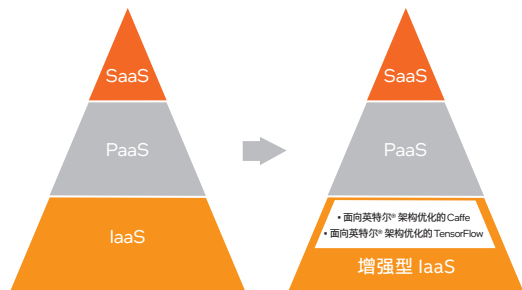 SaaS
PaaS
IaaS
SaaS
PaaS
• 面向英特尔® 架构优化的 Caffe
• 面向英特尔® 架构优化的 TensorFlow
增强型 IaaS